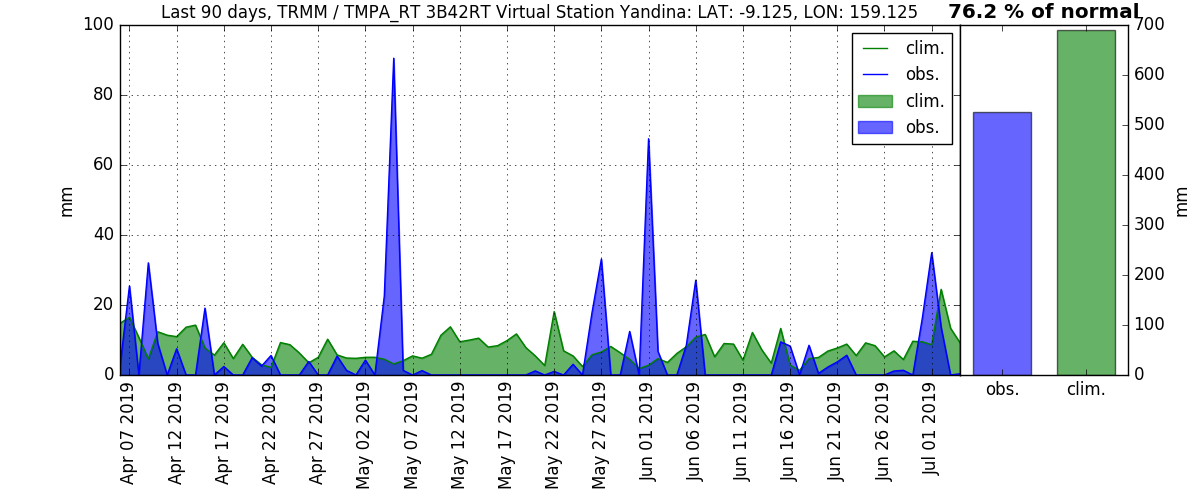 Last 90 days, TRMM / TMPA_RT 3B42RT Virtual Station Yandina: LAT: -9.125, LON: 159.125
76.2 % of normal
100
80
60
40
20
0
mm
clim.
obs.
clim.
obs.
700
600
500
400
300
200
100
0
mm
Apr 07 2019
Apr 12 2019
Apr 17 2019
Apr 22 2019
Apr 27 2019
May 02 2019
May 07 2019
May 12 2019
May 17 2019
May 22 2019
May 27 2019
Jun 01 2019
Jun 06 2019
Jun 11 2019
Jun 16 2019
Jun 21 2019
Jun 26 2019
Jul 01 2019
obs.
clim.